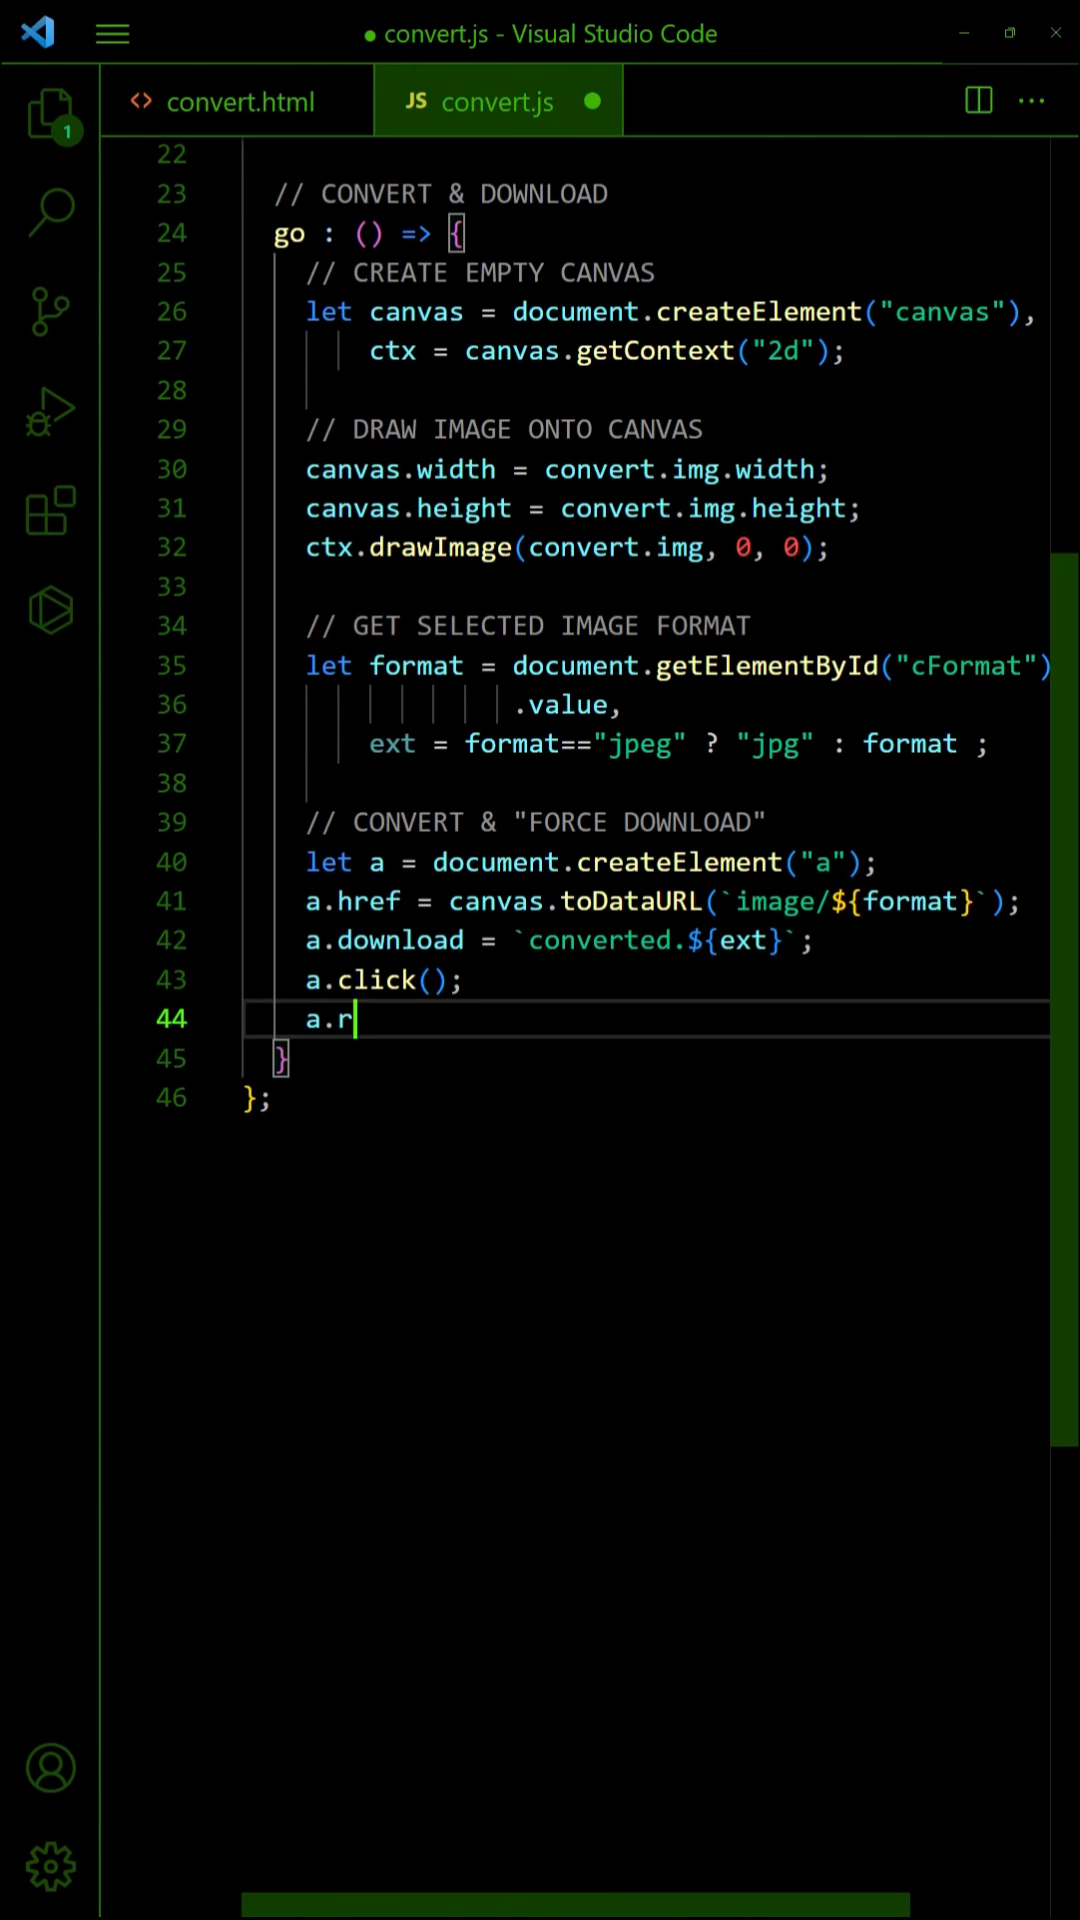 ● convert.js - Visual Studio Code
<> convert.html
JS convert.js ●
1
22
23 // CONVERT & DOWNLOAD
24 go : () => {
25 // CREATE EMPTY CANVAS
26 let canvas = document.createElement("canvas"),
27 ctx = canvas.getContext("2d");
28
29 // DRAW IMAGE ONTO CANVAS
30 canvas.width = convert.img.width;
31 canvas.height = convert.img.height;
32 ctx.drawImage(convert.img, 0, 0);
33
34 // GET SELECTED IMAGE FORMAT
35 let format = document.getElementById("cFormat")
36 .value,
37 ext = format=="jpeg" ? "jpg" : format ;
38
39 // CONVERT & "FORCE DOWNLOAD"
40 let a = document.createElement("a");
41 a.href = canvas.toDataURL(`image/${format}`);
42 a.download = `converted.${ext}`;
43 a.click();
44 a.r
45 }
46 };